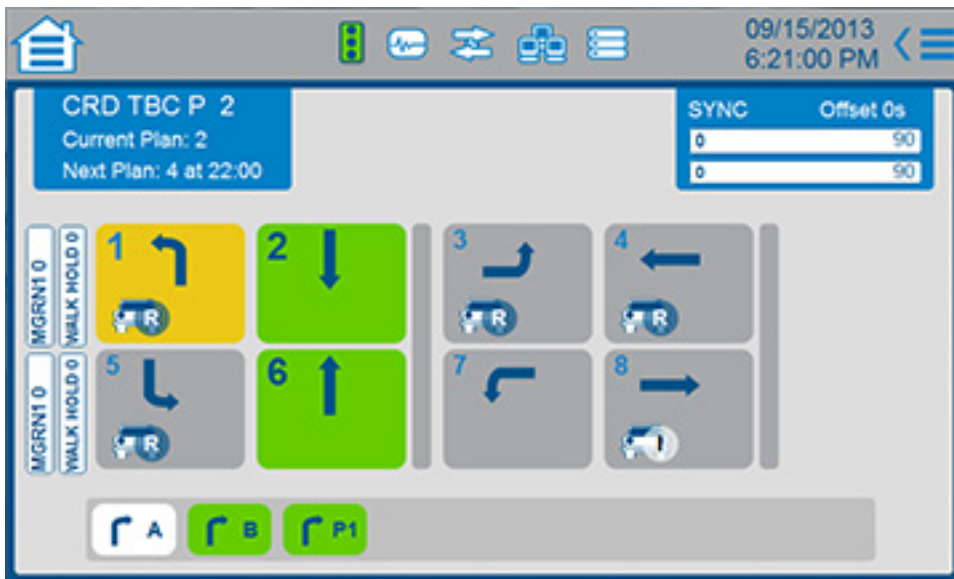 09/15/2013
6:21:00 PM
CRD TBC P 2
Current Plan: 2
Next Plan: 4 at 22:00
SYNC Offset 0s
0 90
0 90
MGRN1 0
WALK HOLD 0
1
R
2
3
R
4
R
MGRN1 0
WALK HOLD 0
5
R
6
7
8
I
A
B
P1